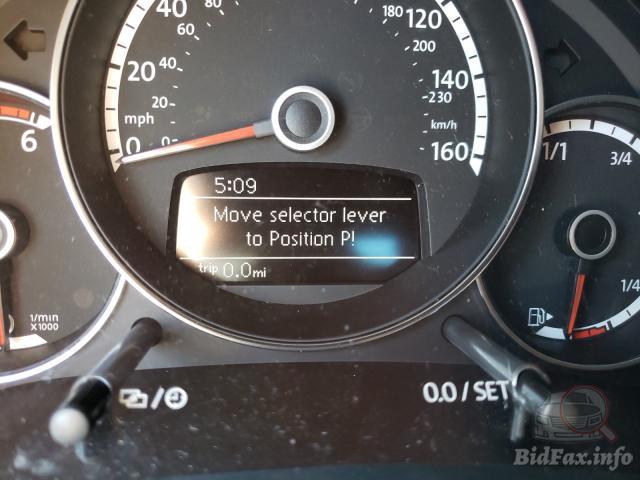 40
60
80
180
120
200
20
40
140
20
230
mph
km/h
0
0
160
6
1/1
3/4
5:09
Move selector lever
to Position P!
trip 0.0 mi
1/min
X1000
1/4
0.0 / SET
BidFax.info